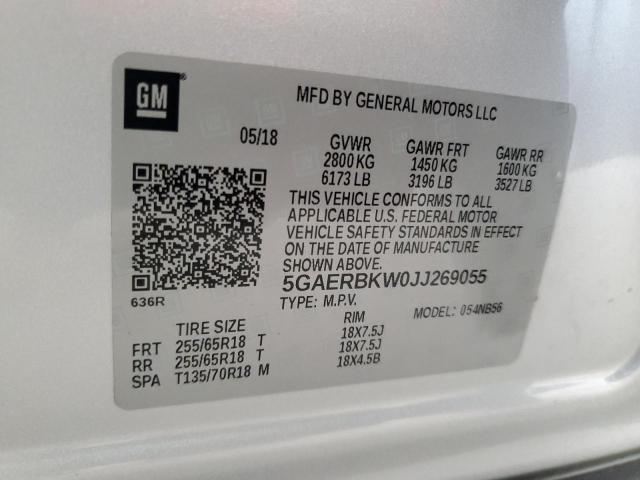 GM
MFD BY GENERAL MOTORS LLC
05/18
GVWR GAWR FRT GAWR RR
2800 KG 1450 KG 1600 KG
6173 LB 3196 LB 3527 LB
THIS VEHICLE CONFORMS TO ALL
APPLICABLE U.S. FEDERAL MOTOR
VEHICLE SAFETY STANDARDS IN EFFECT
ON THE DATE OF MANUFACTURE
SHOWN ABOVE.
5GAERBKW0JJ269055
636R
TYPE: M.P.V. MODEL: 054NB56
TIRE SIZE RIM
FRT 255/65R18 T 18X7.5J
RR 255/65R18 T 18X7.5J
SPA T135/70R18 M 18X4.5B